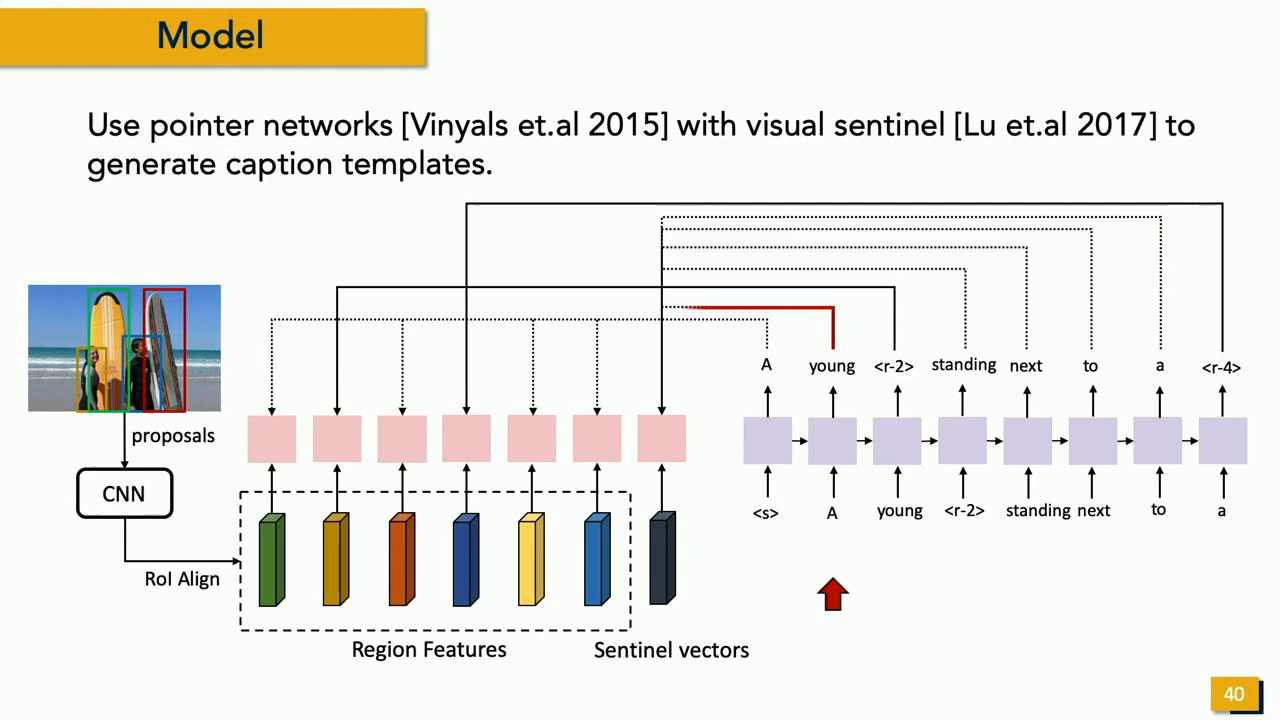 Model
Use pointer networks [Vinyals et.al 2015] with visual sentinel [Lu et.al 2017] to
generate caption templates.
A young <r-2> standing next to a <r-4>
proposals
CNN
<s> A young <r-2> standing next to a
RoI Align
Region Features
Sentinel vectors
40